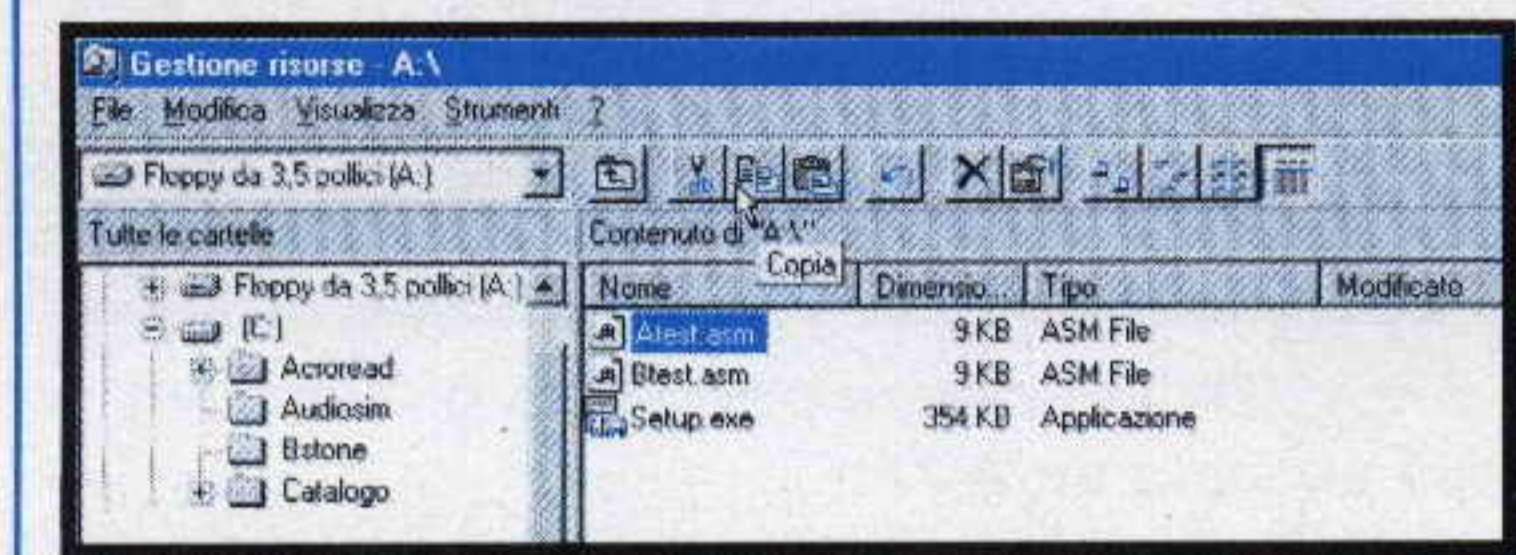 Gestione risorse - A:\
File Modifica Visualizza Strumenti ?
Floppy da 3,5 pollici (A:)
Tutte le cartelle
Contenuto di "A:\"
Copia
Floppy da 3,5 pollici (A:)
(C:)
Acroread
Audiosim
Bstone
Catalogo
Nome Dimensio... Tipo Modificato
Atest.asm 9 KB ASM File
Btest.asm 9 KB ASM File
Setup.exe 354 KB Applicazione